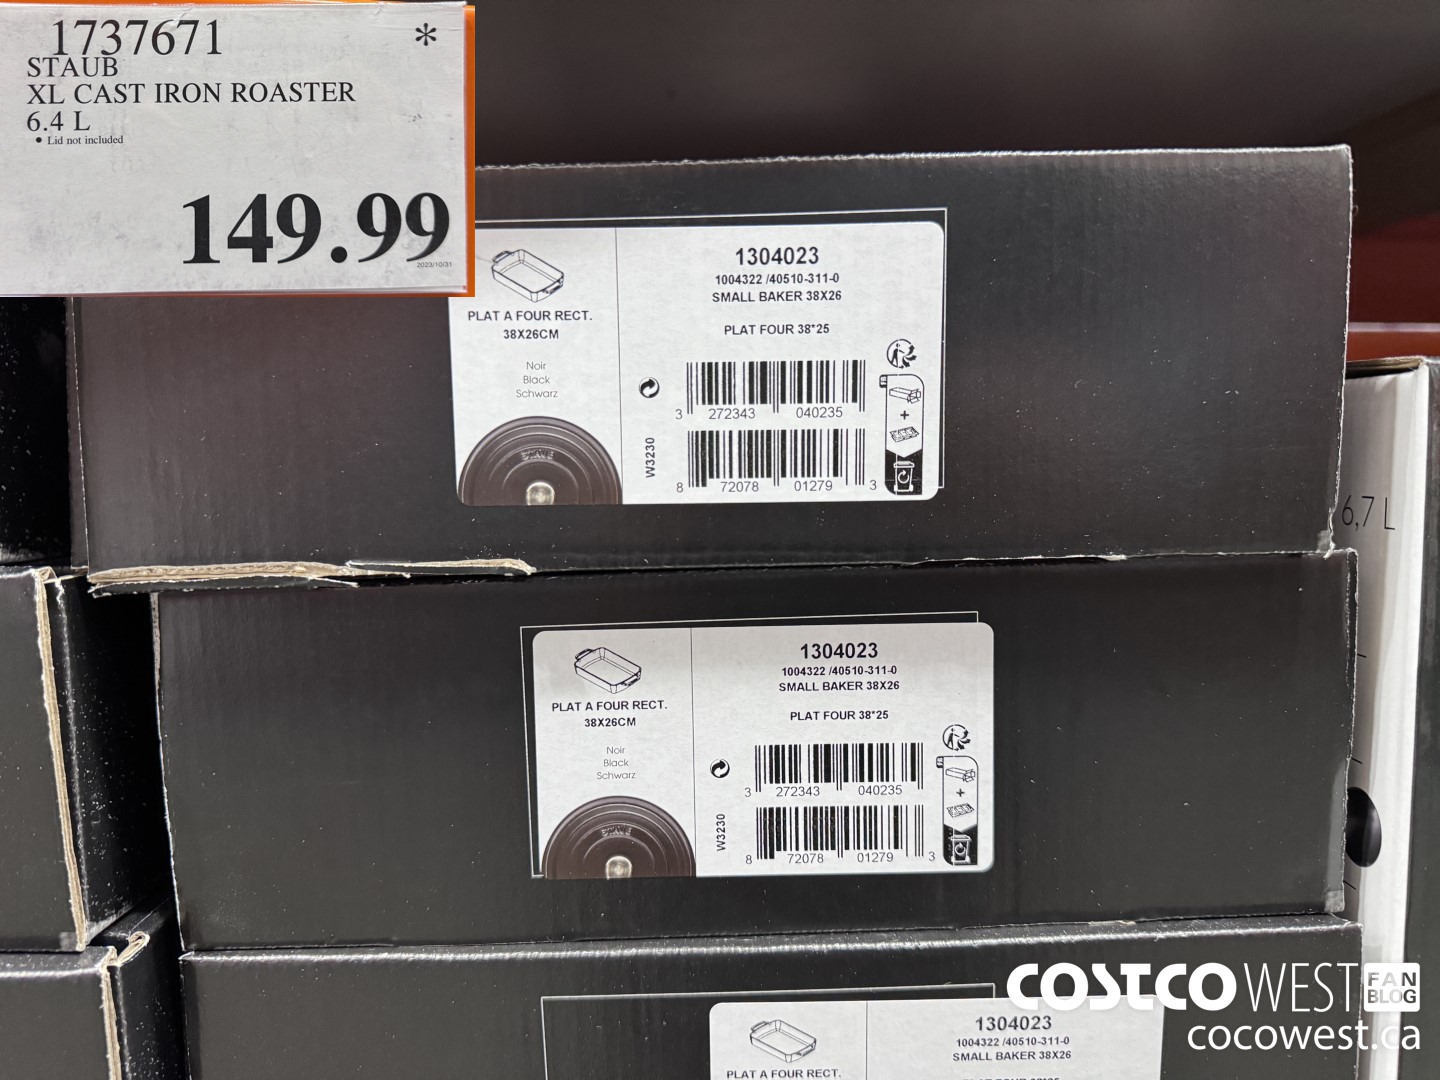 1737671 *
STAUB
XL CAST IRON ROASTER
6.4 L
• Lid not included
149.99
2023/10/31
PLAT A FOUR RECT.
38X26CM
Noir
Black
Schwarz
STAUB
1304023
1004322 /40510-311-0
SMALL BAKER 38X26
PLAT FOUR 38*25
3 272343 040235
W3230
8 72078 01279 3
+
6,7 L
PLAT A FOUR RECT.
38X26CM
Noir
Black
Schwarz
STAUB
1304023
1004322 /40510-311-0
SMALL BAKER 38X26
PLAT FOUR 38*25
3 272343 040235
W3230
8 72078 01279 3
+
PLAT A FOUR RECT.
1304023
1004322 /40510-311-0
SMALL BAKER 38X26
COSTCO WEST FAN BLOG
cocowest.ca